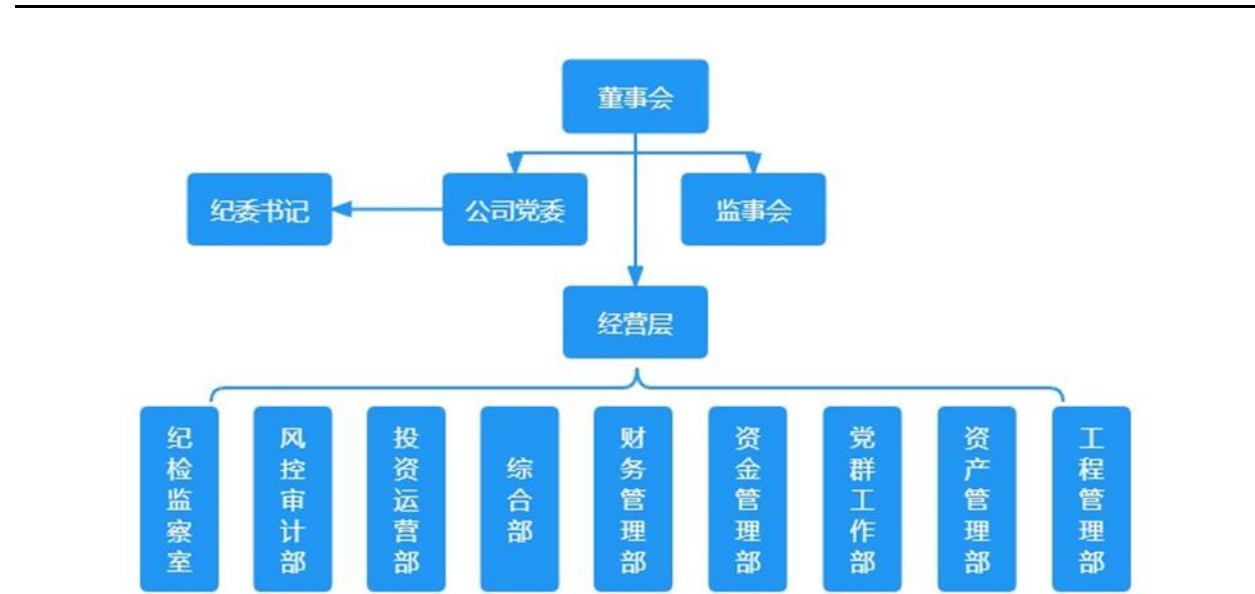 董事会
纪委书记
公司党委
监事会
经营层
纪检监察室
风控审计部
投资运营部
综合部
财务管理部
资金管理部
党群工作部
资产管理部
工程管理部